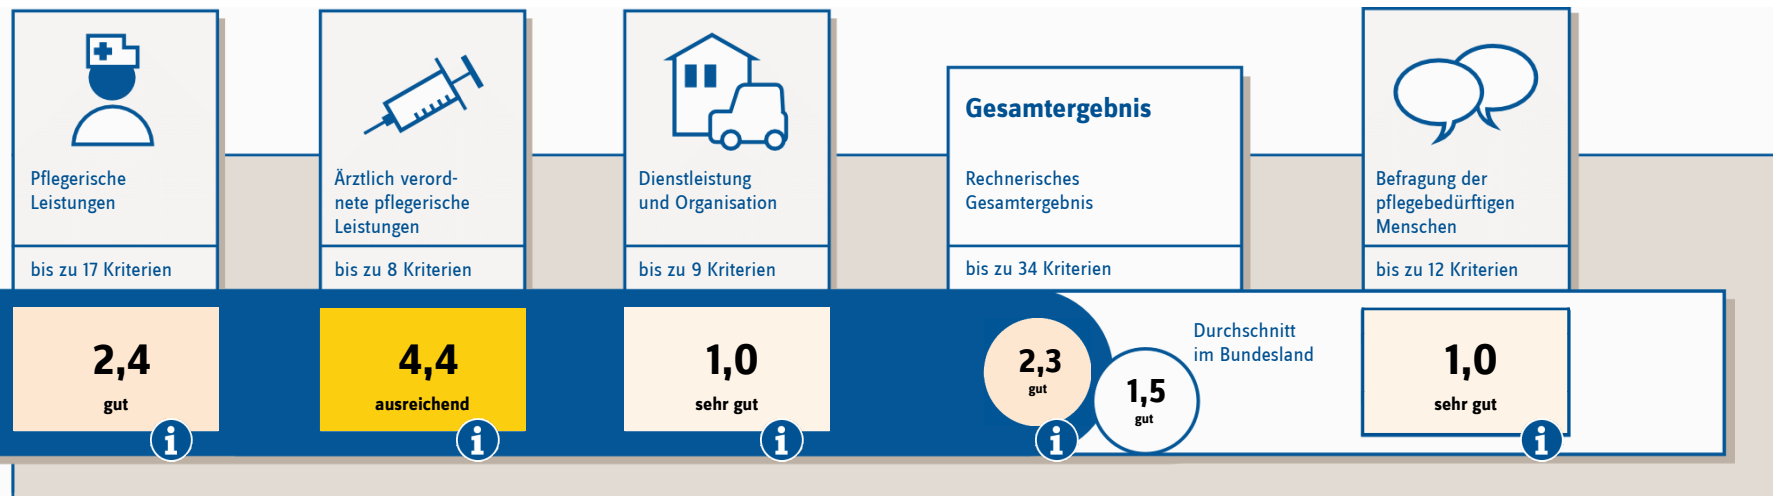 Pflegerische
Leistungen
bis zu 17 Kriterien
2,4
gut
i
Ärztlich verord-
nete pflegerische
Leistungen
bis zu 8 Kriterien
4,4
ausreichend
i
Dienstleistung
und Organisation
bis zu 9 Kriterien
1,0
sehr gut
i
Gesamtergebnis
Rechnerisches
Gesamtergebnis
bis zu 34 Kriterien
2,3
gut
i
1,5
gut
Durchschnitt
im Bundesland
Befragung der
pflegebedürftigen
Menschen
bis zu 12 Kriterien
1,0
sehr gut
i